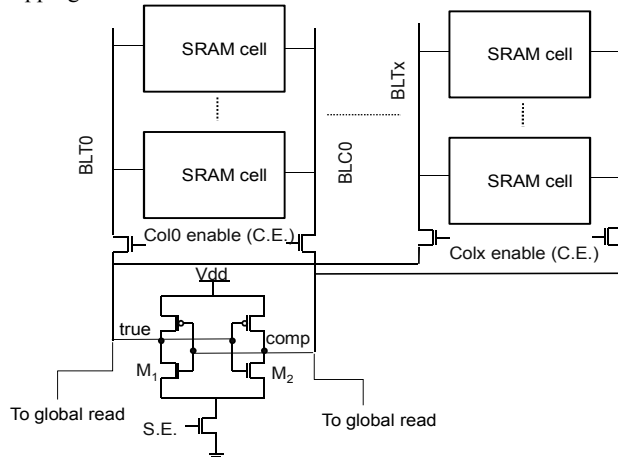 SRAM cell
SRAM cell
BLT0
BLC0
BLTx
SRAM cell
SRAM cell
Col0 enable (C.E.)
Colx enable (C.E.)
Vdd
true
comp
M1
M2
To global read
To global read
S.E.